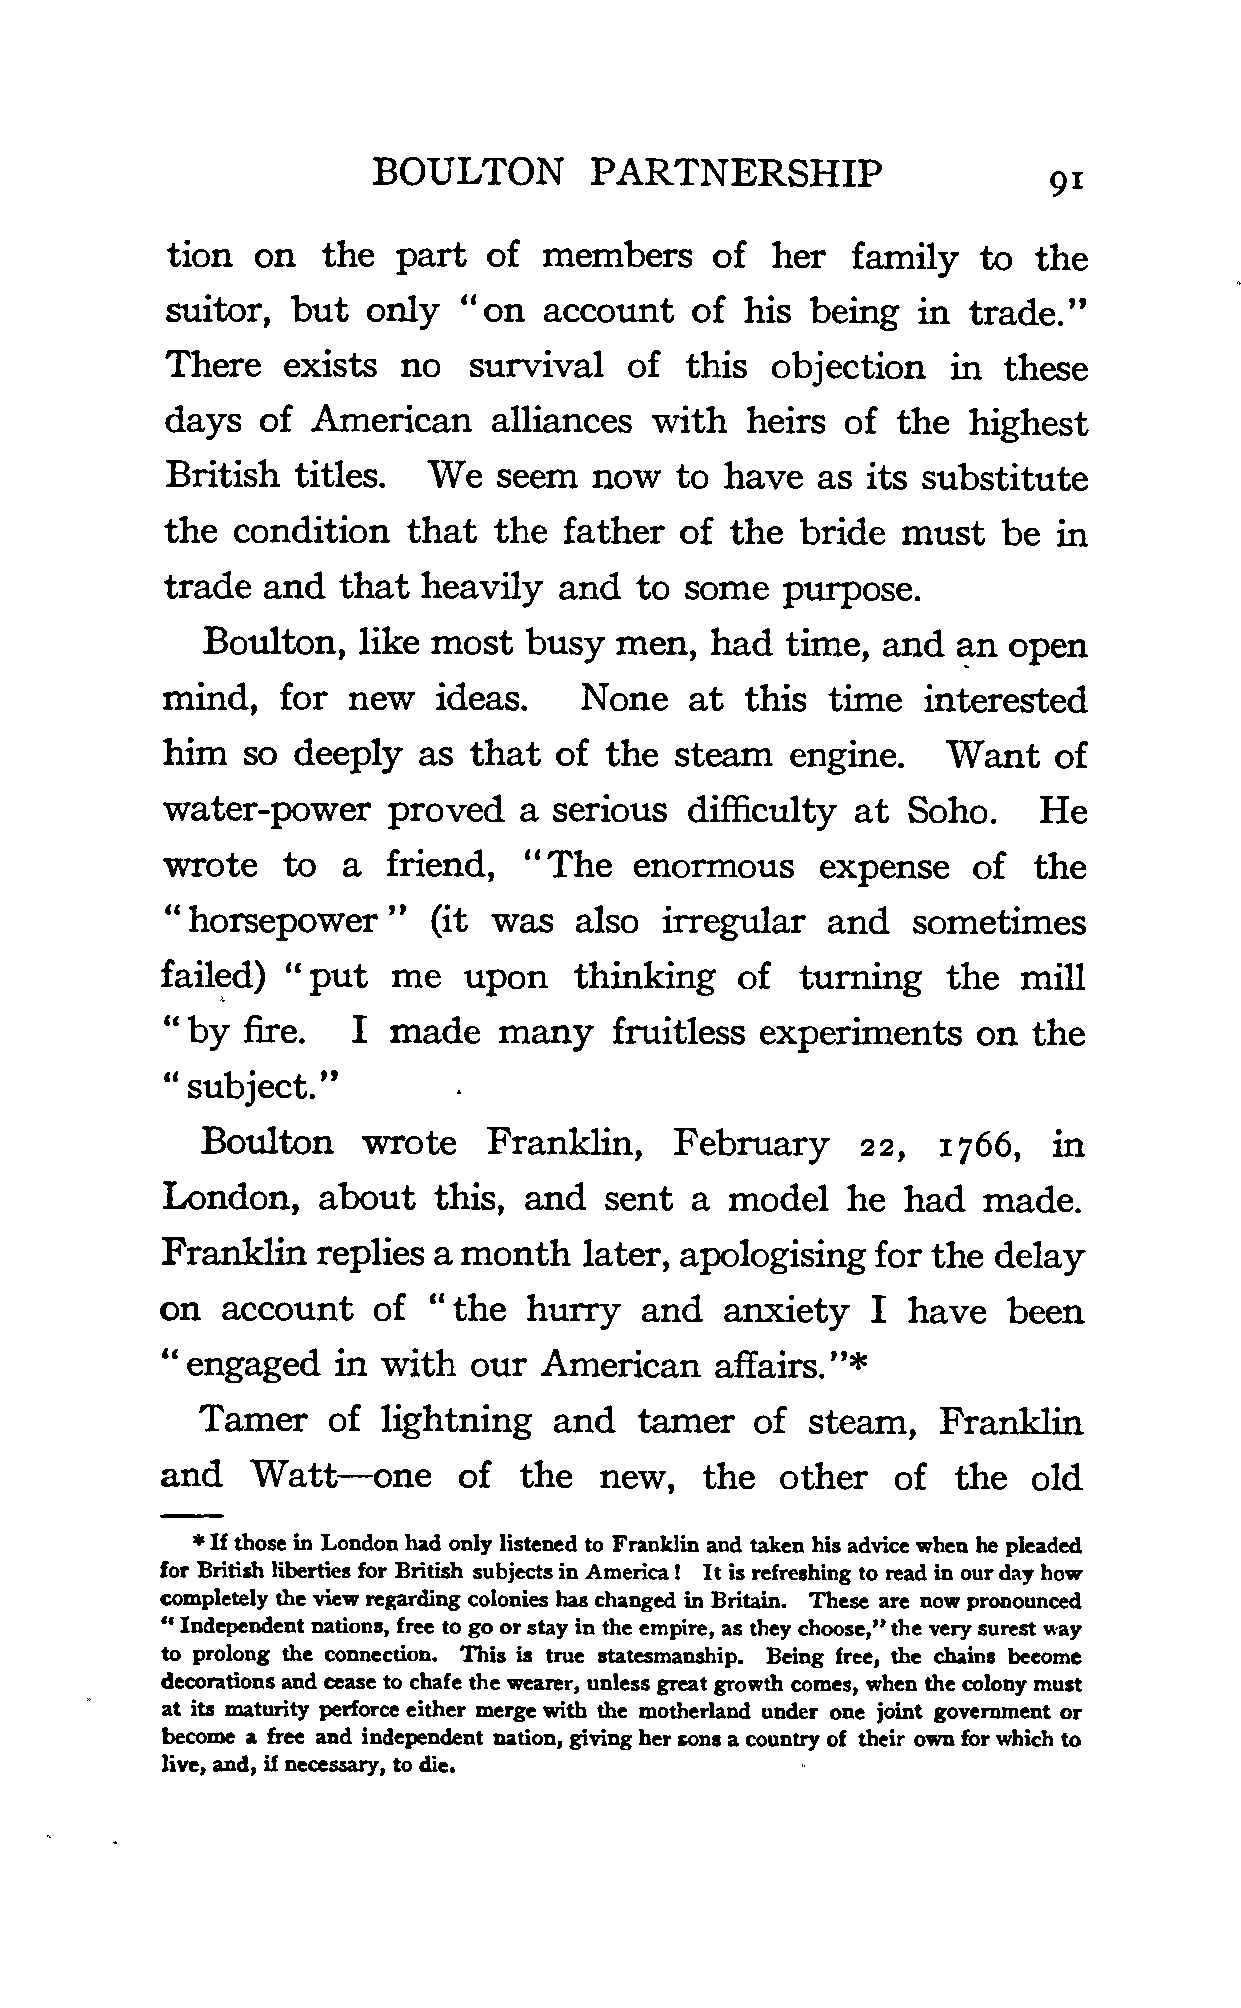 BOULTON PARTNERSHIP 91
tion on the part of members of her family to the
suitor, but only "on account of his being in trade."
There exists no survival of this objection in these
days of American alliances with heirs of the highest
British titles. We seem now to have as its substitute
the condition that the father of the bride must be in
trade and that heavily and to some purpose.
Boulton, like most busy men, had time, and an open
mind, for new ideas. None at this time interested
him so deeply as that of the steam engine. Want of
water-power proved a serious difficulty at Soho. He
wrote to a friend, "The enormous expense of the
"horsepower" (it was also irregular and sometimes
failed) "put me upon thinking of turning the mill
"by fire. I made many fruitless experiments on the
"subject."
Boulton wrote Franklin, February 22, 1766, in
London, about this, and sent a model he had made.
Franklin replies a month later, apologising for the delay
on account of "the hurry and anxiety I have been
"engaged in with our American affairs."*
Tamer of lightning and tamer of steam, Franklin
and Watt—one of the new, the other of the old
* If those in London had only listened to Franklin and taken his advice when he pleaded
for British liberties for British subjects in America! It is refreshing to read in our day how
completely the view regarding colonies has changed in Britain. These are now pronounced
"Independent nations, free to go or stay in the empire, as they choose," the very surest way
to prolong the connection. This is true statesmanship. Being free, the chains become
decorations and cease to chafe the wearer, unless great growth comes, when the colony must
at its maturity perforce either merge with the motherland under one joint government or
become a free and independent nation, giving her sons a country of their own for which to
live, and, if necessary, to die.